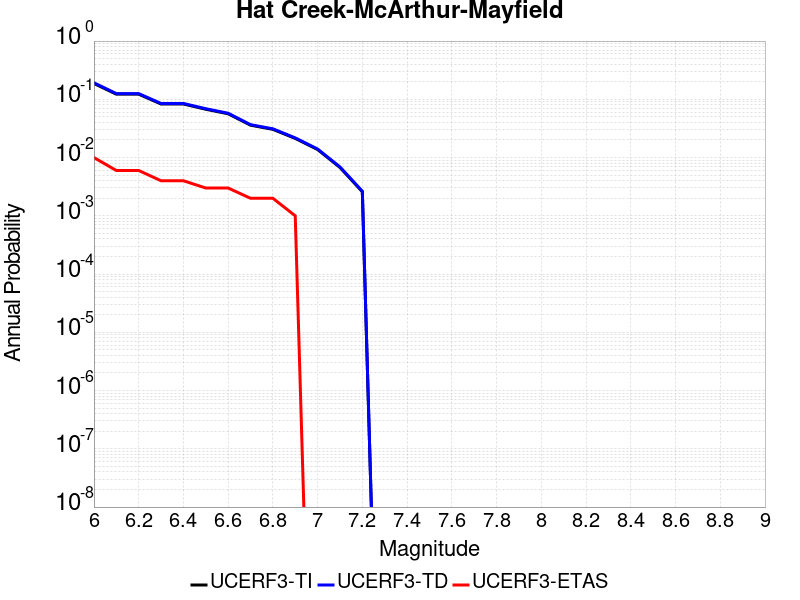 Hat Creek-McArthur-Mayfield
10^0
10^-1
10^-2
10^-3
10^-4
10^-5
10^-6
10^-7
10^-8
Annual Probability
6 6.2 6.4 6.6 6.8 7 7.2 7.4 7.6 7.8 8 8.2 8.4 8.6 8.8 9
Magnitude
UCERF3-TI UCERF3-TD UCERF3-ETAS